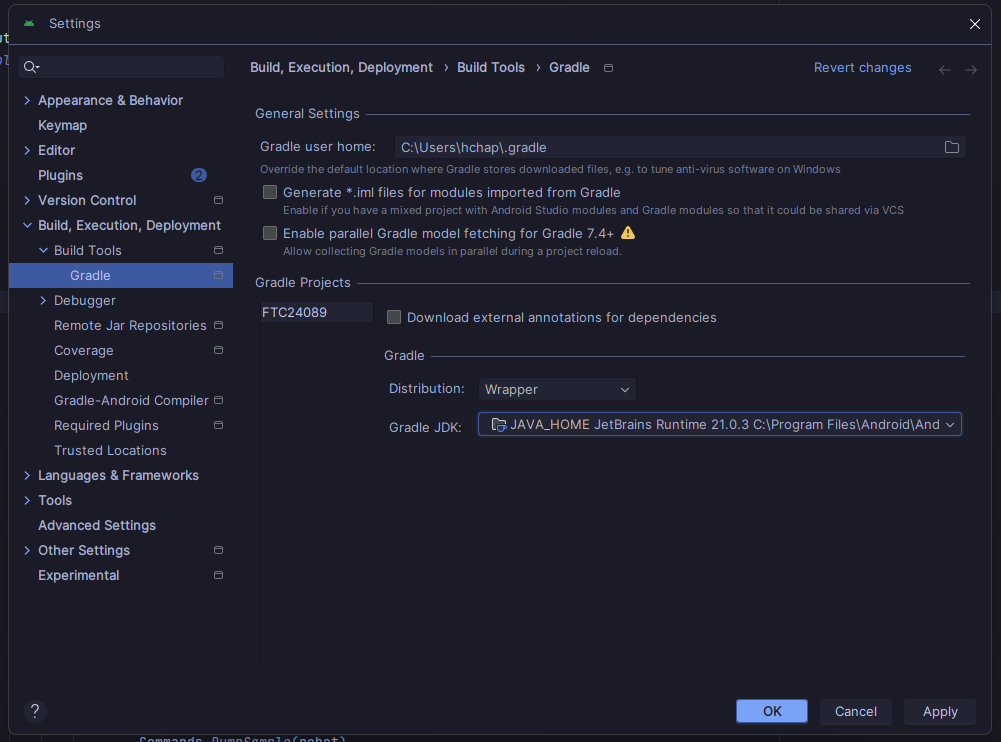 Settings
Build, Execution, Deployment › Build Tools › Gradle
Revert changes
Appearance & Behavior
Keymap
Editor
Plugins 2
Version Control
Build, Execution, Deployment
Build Tools
Gradle
Debugger
Remote Jar Repositories
Coverage
Deployment
Gradle-Android Compiler
Required Plugins
Trusted Locations
Languages & Frameworks
Tools
Advanced Settings
Other Settings
Experimental
General Settings
Gradle user home: C:\Users\hchap\.gradle
Override the default location where Gradle stores downloaded files, e.g. to tune anti-virus software on Windows
Generate *.iml files for modules imported from Gradle
Enable if you have a mixed project with Android Studio modules and Gradle modules so that it could be shared via VCS
Enable parallel Gradle model fetching for Gradle 7.4+
Allow collecting Gradle models in parallel during a project reload.
Gradle Projects
FTC24089
Download external annotations for dependencies
Gradle
Distribution: Wrapper
Gradle JDK: JAVA_HOME JetBrains Runtime 21.0.3 C:\Program Files\Android\And
?
OK Cancel Apply